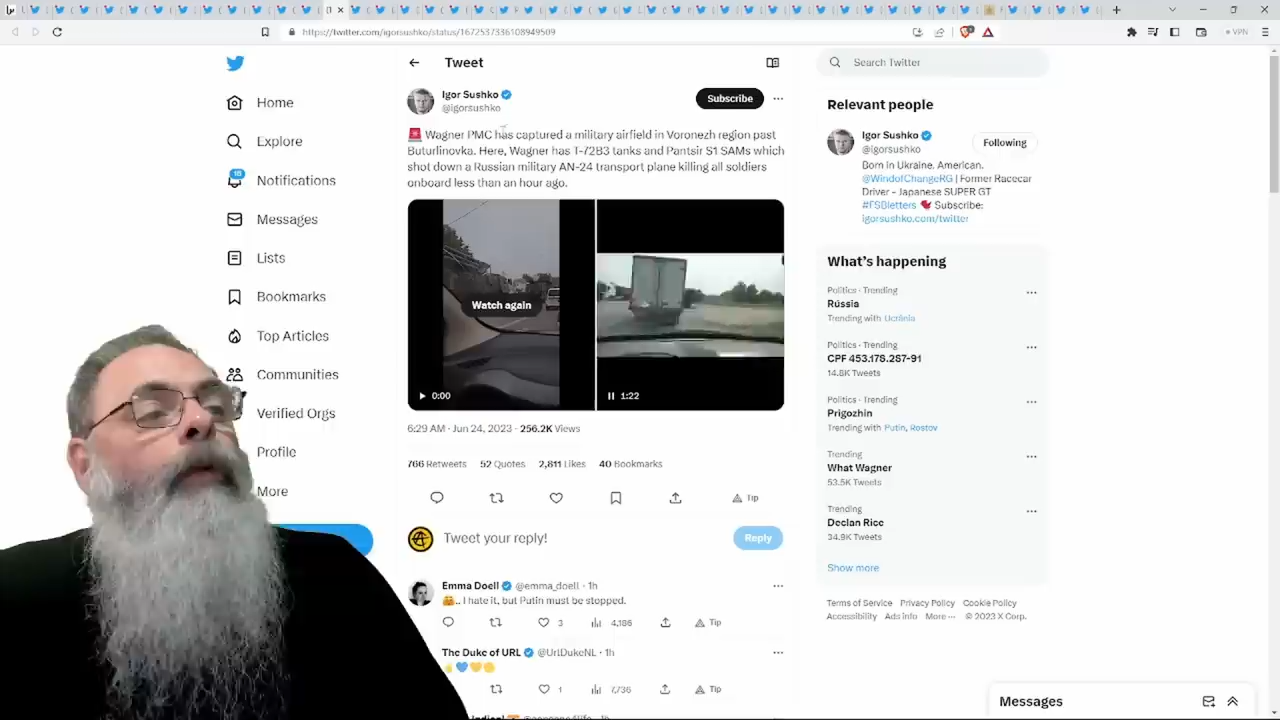 https://twitter.com/igorsushko/status/1672537336108949509
VPN
Tweet
Search Twitter
Home
Explore
18
Notifications
Messages
Lists
Bookmarks
Top Articles
Communities
Verified Orgs
Profile
More
Igor Sushko
@igorsushko
Subscribe
🚨 Wagner PMC has captured a military airfield in Voronezh region past
Buturlinovka. Here, Wagner has T-72B3 tanks and Pantsir S1 SAMs which
shot down a Russian military AN-24 transport plane killing all soldiers
onboard less than an hour ago.
Watch again
0:00
1:22
6:29 AM · Jun 24, 2023 · 256.2K Views
766 Retweets 52 Quotes 2,811 Likes 40 Bookmarks
Tip
Tweet your reply!
Reply
Emma Doell @emma_doell · 1h
.. I hate it, but Putin must be stopped.
3 4,186 Tip
The Duke of URL @UrlDukeNL · 1h
1 7,736 Tip
Relevant people
Igor Sushko
@igorsushko
Following
Born In Ukraine. American.
@WindofChangeRG | Former Racecar
Driver - Japanese SUPER GT
#FSBletters Subscribe:
igorsushko.com/twitter
What's happening
Politics · Trending
Rússia
Trending with Ucrânia
Politics · Trending
CPF 453.178.287-91
14.8K Tweets
Politics · Trending
Prigozhin
Trending with Putin, Rostov
Trending
What Wagner
53.5K Tweets
Trending
Declan Rice
34.9K Tweets
Show more
Terms of Service Privacy Policy Cookie Policy
Accessibility Ads info More ··· © 2023 X Corp.
Messages